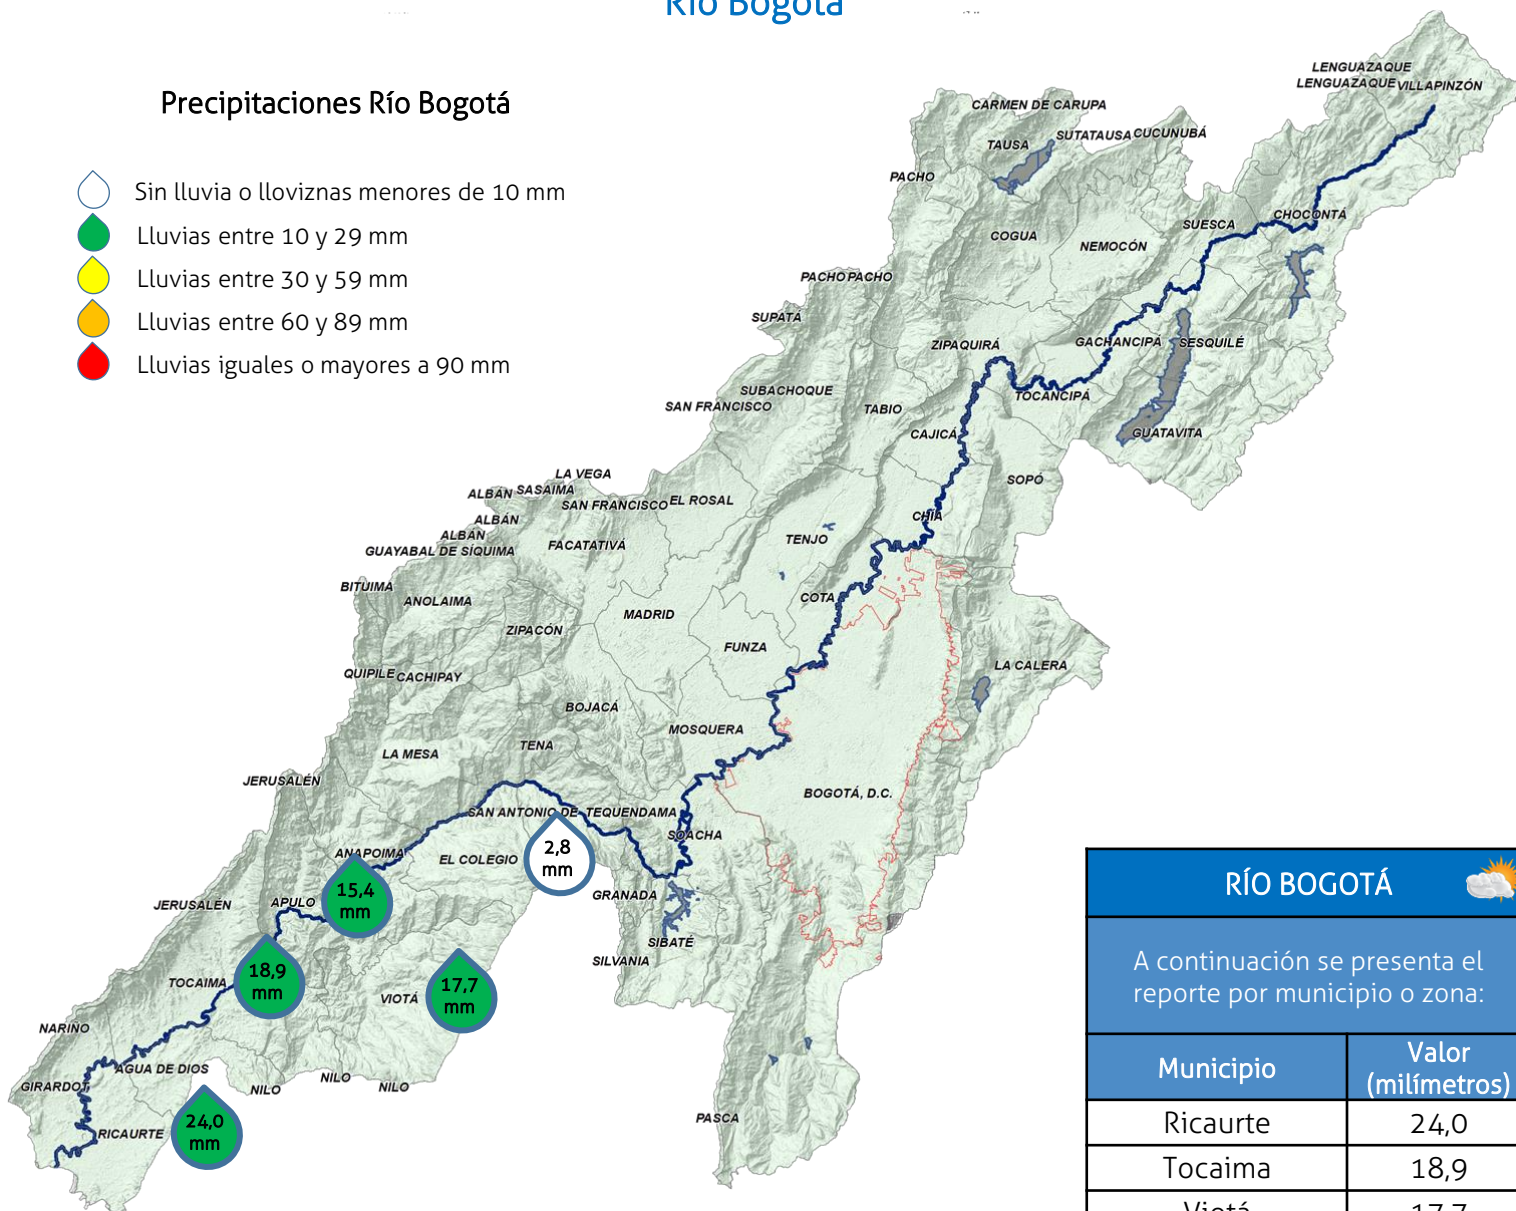 Río Bogotá
Precipitaciones Río Bogotá
Sin lluvia o lloviznas menores de 10 mm
Lluvias entre 10 y 29 mm
Lluvias entre 30 y 59 mm
Lluvias entre 60 y 89 mm
Lluvias iguales o mayores a 90 mm
LENGUAZAQUE
LENGUAZAQUE
VILLAPINZÓN
CARMEN DE CARUPA
TAUSA
SUTATAUSA
CUCUNUBÁ
PACHO
CHOCONTÁ
SUESCA
COGUA
NEMOCÓN
PACHO
PACHO
SUPATÁ
ZIPAQUIRÁ
GACHANCIPÁ
SESQUILÉ
SUBACHOQUE
SAN FRANCISCO
TABIO
TOCANCIPÁ
CAJICÁ
GUATAVITA
LA VEGA
SOPÓ
ALBÁN
SASAIMA
SAN FRANCISCO
EL ROSAL
ALBÁN
CHÍA
ALBÁN
GUAYABAL DE SÍQUIMA
FACATATIVÁ
TENJO
BITUIMA
ANOLAIMA
COTA
MADRID
ZIPACÓN
FUNZA
LA CALERA
QUIPILE
CACHIPAY
BOJACÁ
MOSQUERA
TENA
LA MESA
JERUSALÉN
BOGOTÁ, D.C.
SAN ANTONIO DE TEQUENDAMA
SOACHA
ANAPOIMA
EL COLEGIO
2,8
mm
15,4
mm
GRANADA
JERUSALÉN
APULO
SIBATÉ
SILVANIA
18,9
mm
TOCAIMA
VIOTÁ
17,7
mm
NARIÑO
AGUA DE DIOS
GIRARDOT
NILO
NILO
NILO
RICAURTE
24,0
mm
PASCA
RÍO BOGOTÁ
A continuación se presenta el
reporte por municipio o zona:
Municipio
Valor
(milímetros)
Ricaurte 24,0
Tocaima 18,9
Viotá 17,7